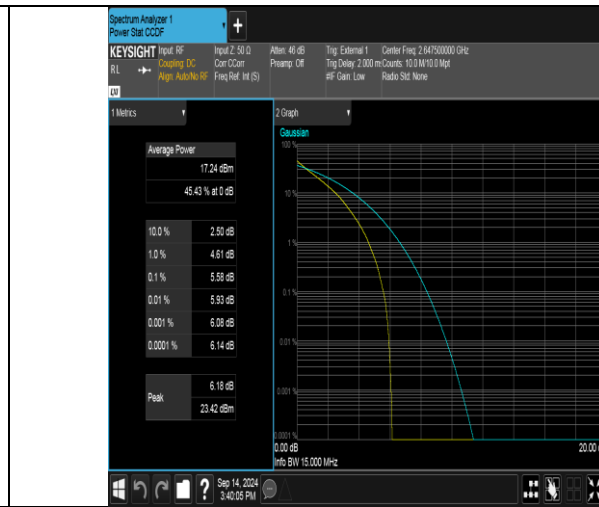 Spectrum Analyzer 1
Power Stat CCDF
+
KEYSIGHT Input: RF Input Z: 50 Ω Atten: 46 dB Trig: External 1 Center Freq: 2.647500000 GHz
RL Coupling: DC Corr CCorr Preamp: Off Trig Delay: 2.000 ms Counts: 10.0 M/10.0 Mpt
Align: Auto/No RF Freq Ref: Int (S) #IF Gain: Low Radio Std: None
LXI
1 Metrics
2 Graph
Gaussian
Average Power
17.24 dBm
45.43 % at 0 dB
10.0 % 2.50 dB
1.0 % 4.61 dB
0.1 % 5.58 dB
0.01 % 5.93 dB
0.001 % 6.08 dB
0.0001 % 6.14 dB
Peak
6.18 dB
23.42 dBm
100 %
10 %
1 %
0.1 %
0.01 %
0.001 %
0.0001 %
0.00 dB 20.00
Info BW 15.000 MHz
? Sep 14, 2024
3:40:05 PM